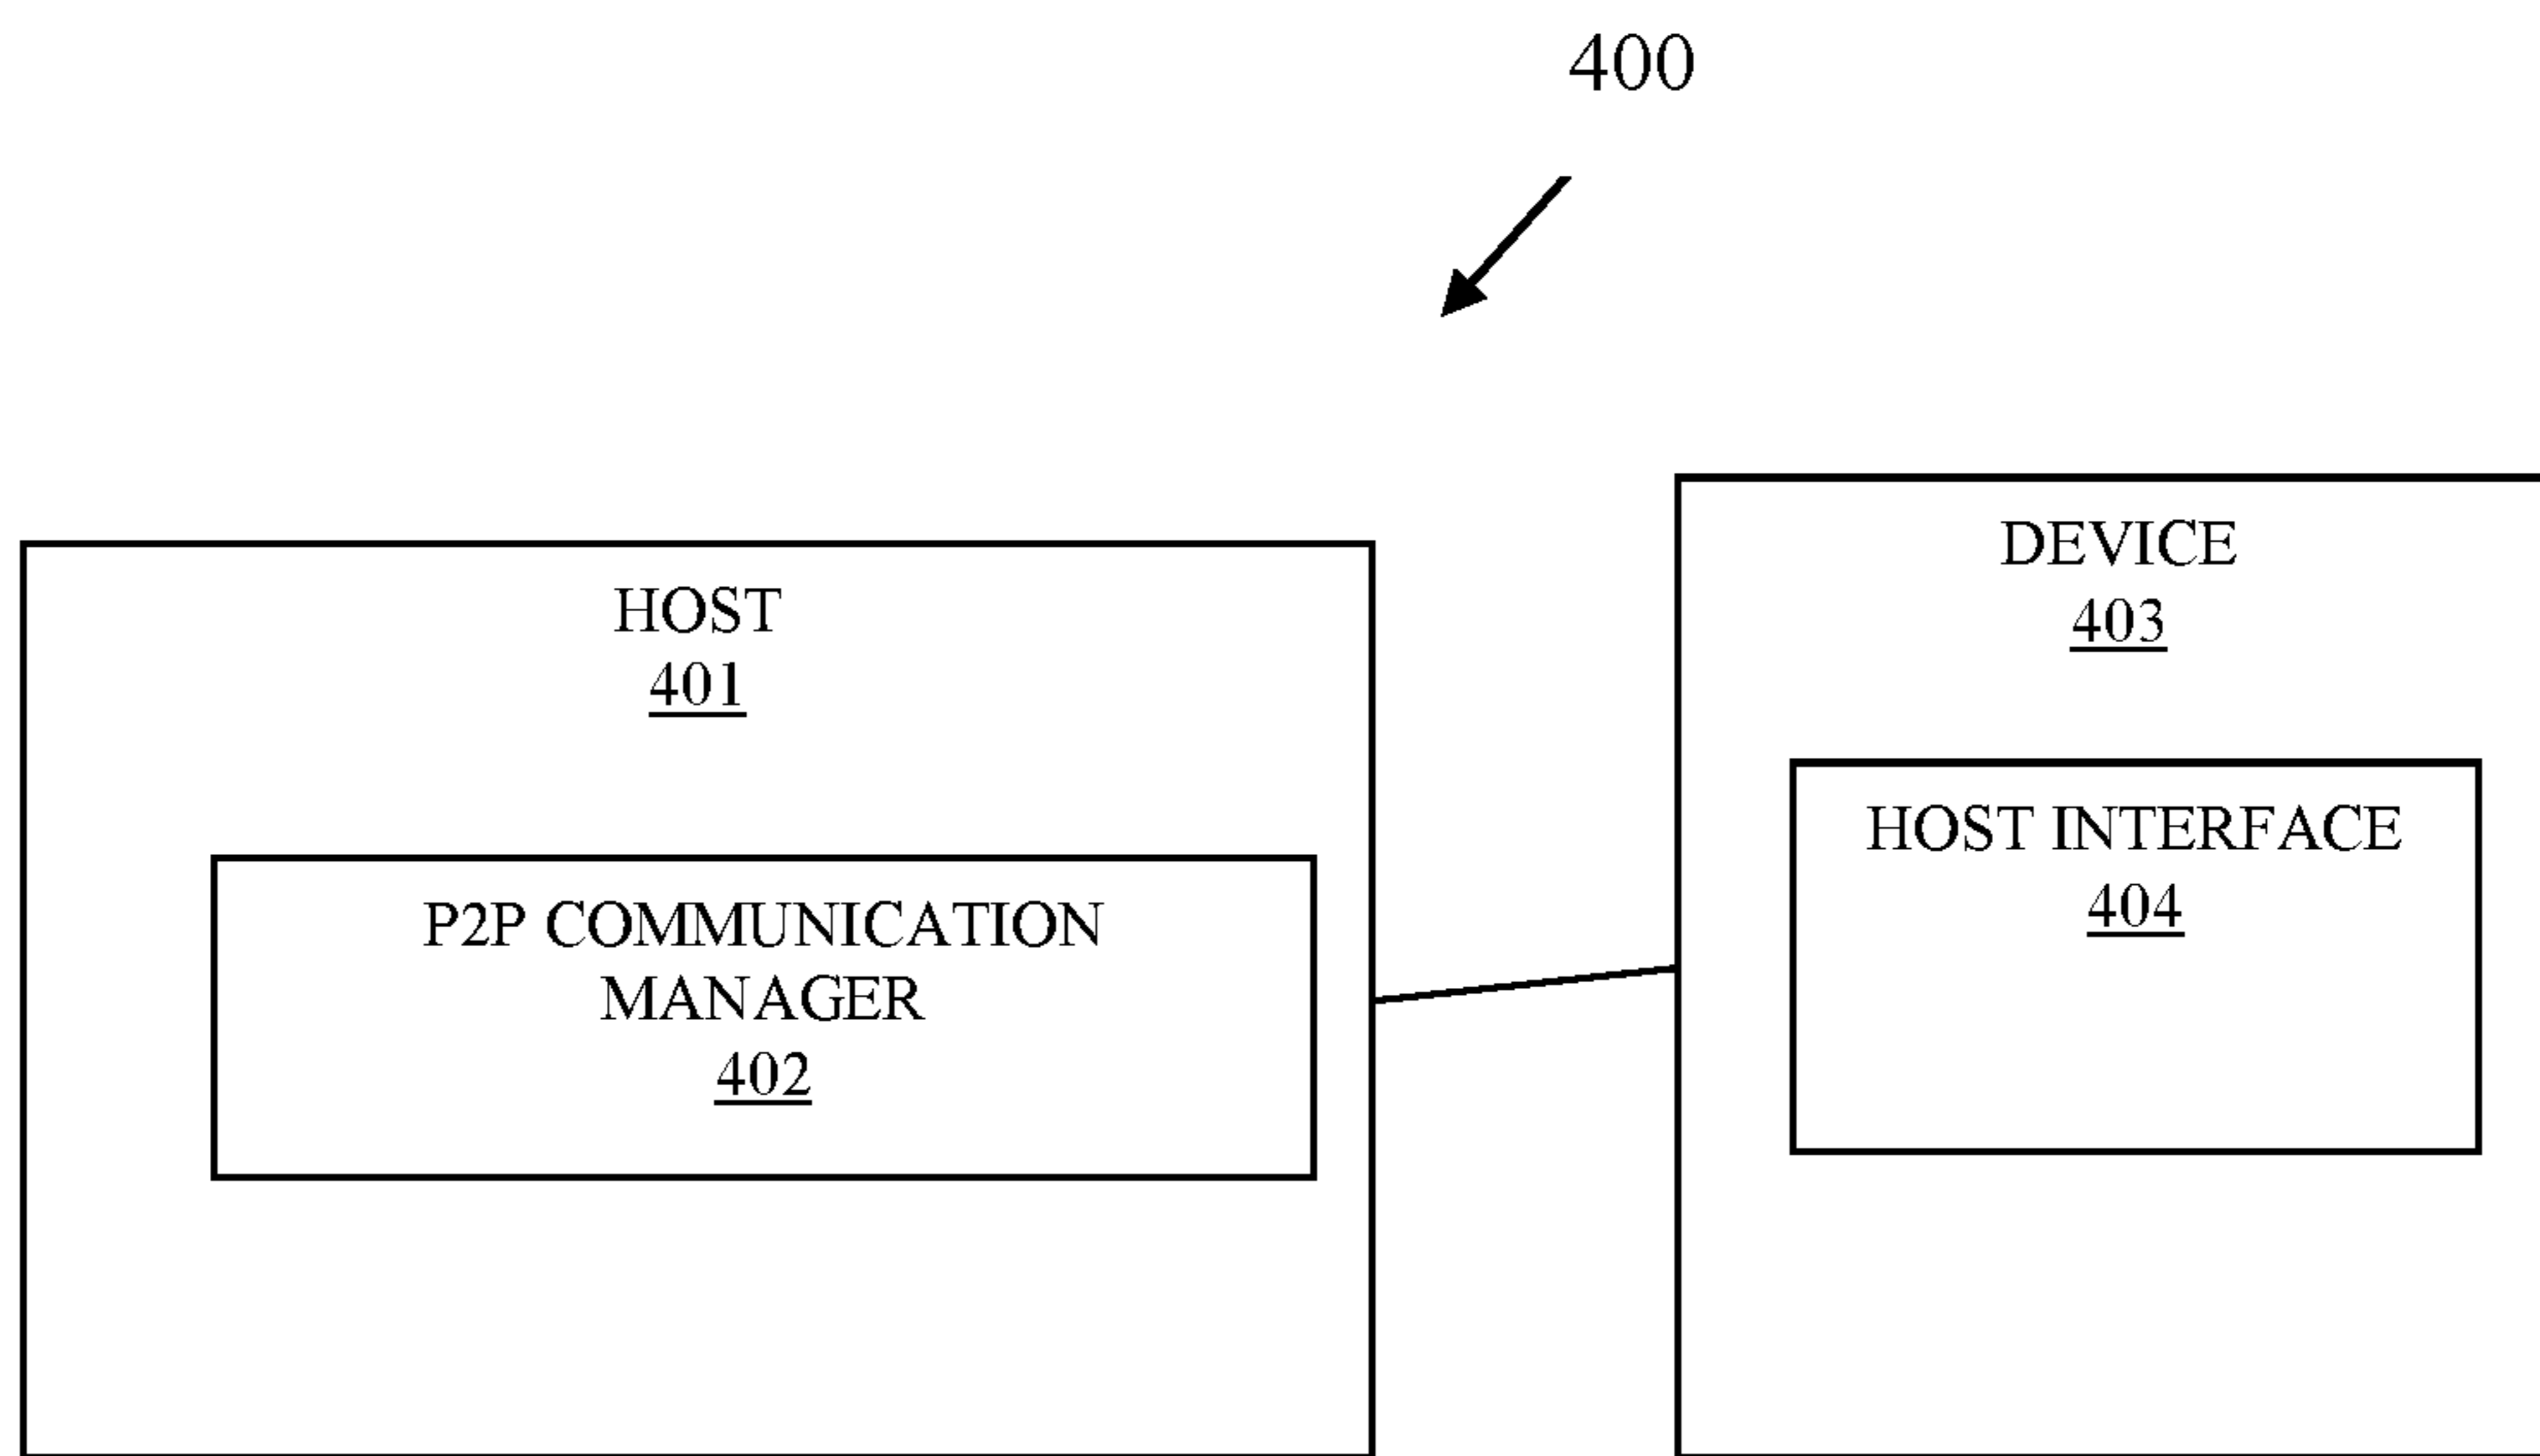 400
HOST
401
P2P COMMUNICATION
MANAGER
402
DEVICE
403
HOST INTERFACE
404